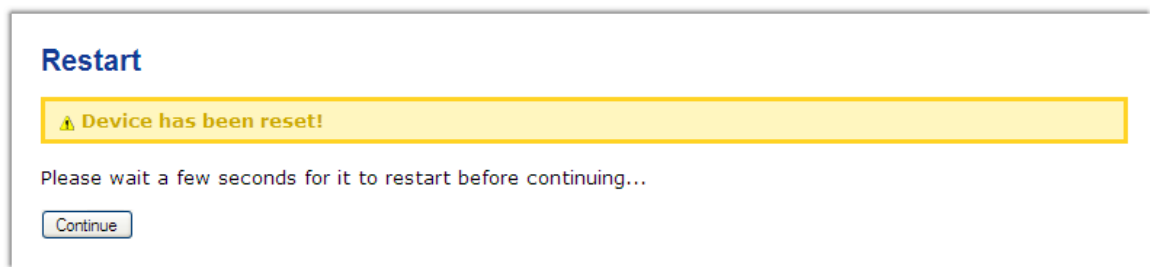 Restart
Device has been reset!
Please wait a few seconds for it to restart before continuing...
Continue